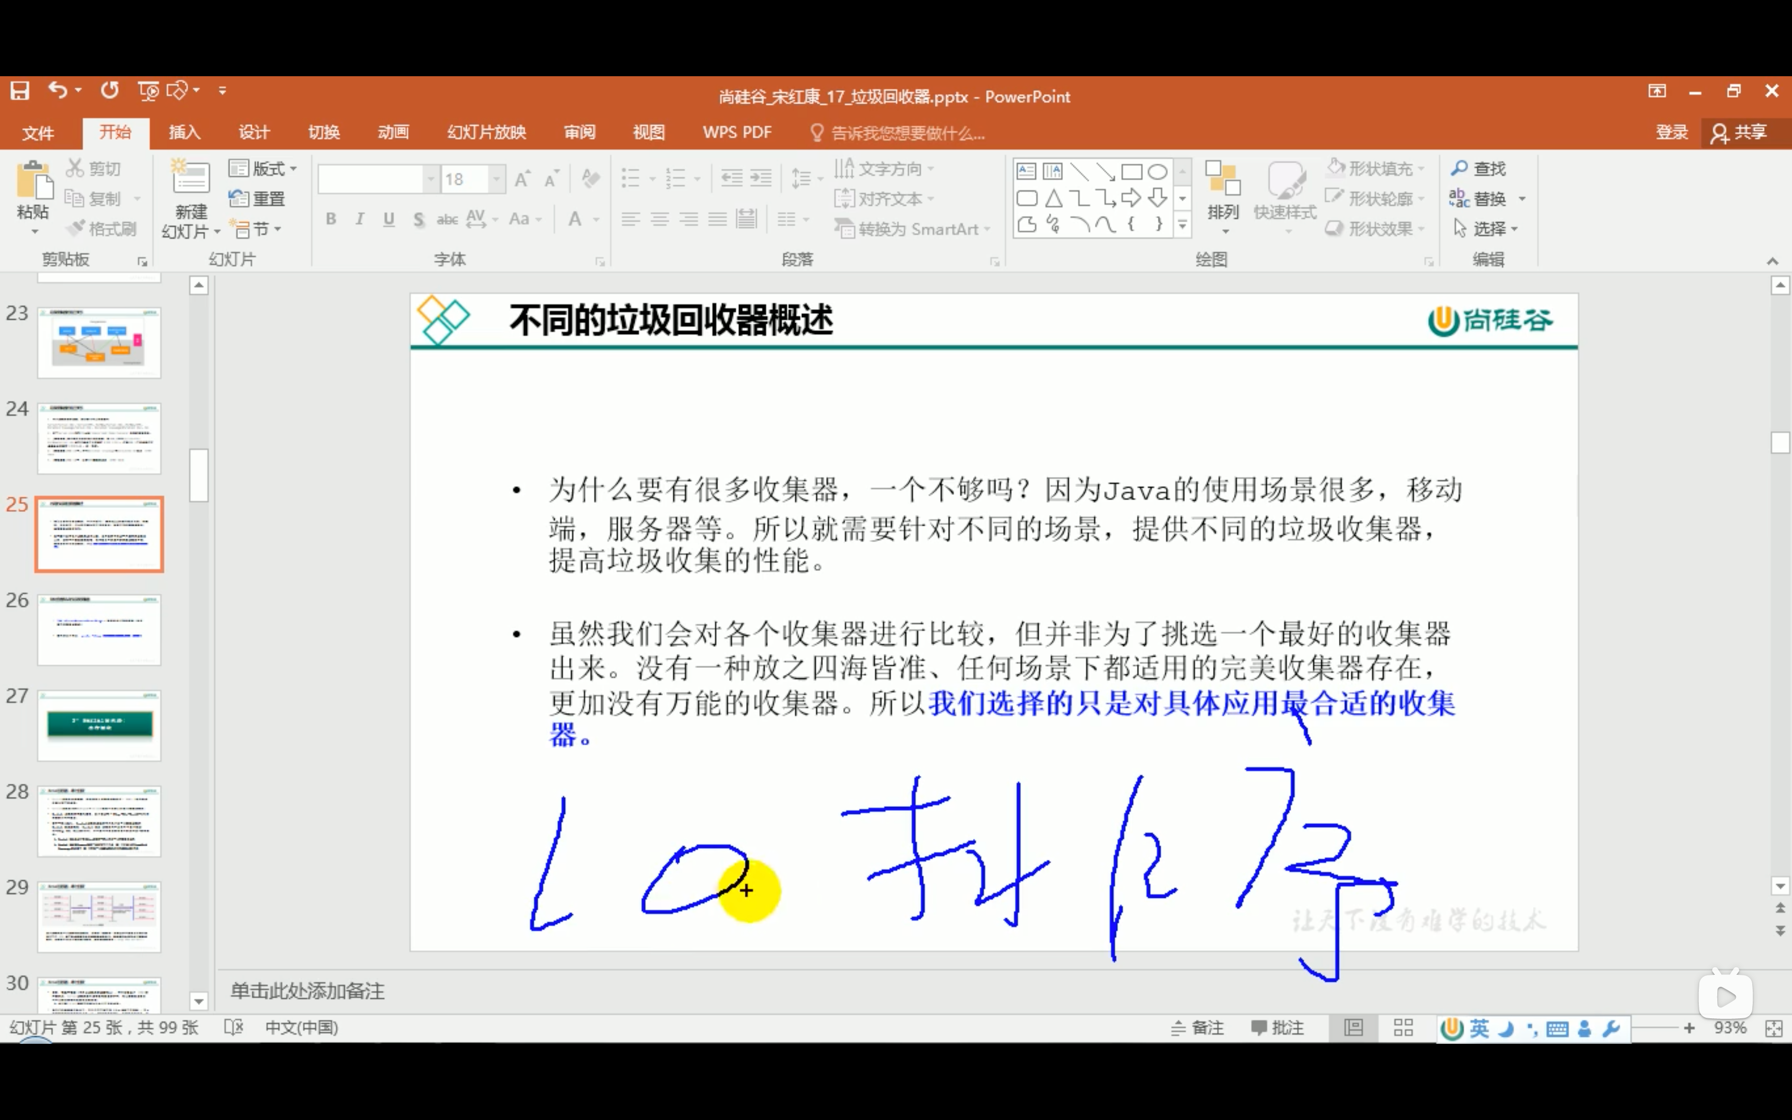 尚硅谷_宋红康_17_垃圾回收器.pptx - PowerPoint
文件 开始 插入 设计 切换 动画 幻灯片放映 审阅 视图 WPS PDF 告诉我您想要做什么... 登录 共享
粘贴 剪切 复制 格式刷 剪贴板
新建幻灯片 版式 重置 节 幻灯片
18 B I U S abc AV Aa A 字体
文字方向 对齐文本 转换为 SmartArt 段落
排列 快速样式 形状填充 形状轮廓 形状效果 绘图
查找 替换 选择 编辑
23
24
25
26
27
28
29
30
不同的垃圾回收器概述
尚硅谷
• 为什么要有很多收集器，一个不够吗？因为Java的使用场景很多，移动
端，服务器等。所以就需要针对不同的场景，提供不同的垃圾收集器，
提高垃圾收集的性能。
• 虽然我们会对各个收集器进行比较，但并非为了挑选一个最好的收集器
出来。没有一种放之四海皆准、任何场景下都适用的完美收集器存在，
更加没有万能的收集器。所以我们选择的只是对具体应用最合适的收集
器。
让天下没有难学的技术
单击此处添加备注
幻灯片 第 25 张，共 99 张 中文(中国) 备注 批注 英 93%